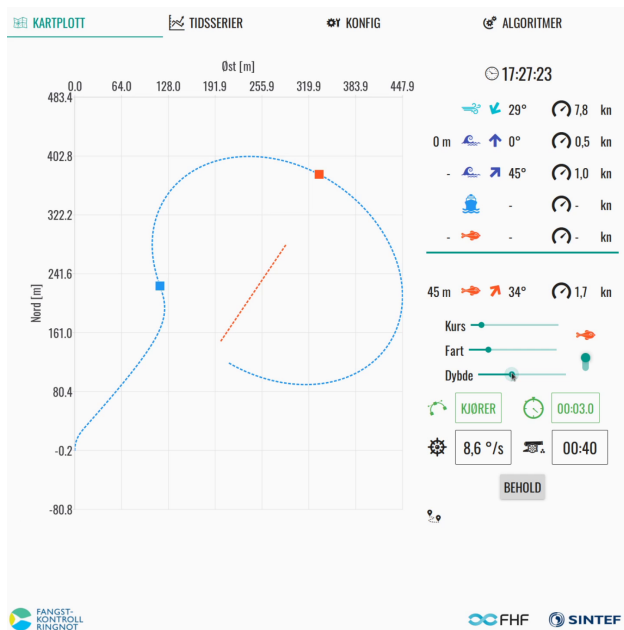 KARTPLOTT TIDSSERIER KONFIG ALGORITMER
Øst [m]
0.0 64.0 128.0 191.9 255.9 319.9 383.9 447.9
483.4
402.8
322.2
241.6
161.0
80.4
-0.2
-80.8
Nord [m]
17:27:23
29° 7,8 kn
0 m 0° 0,5 kn
- 45° 1,0 kn
- - kn
- - - kn
45 m 34° 1,7 kn
Kurs
Fart
Dybde
KJØRER 00:03.0
8,6 °/s 00:40
BEHOLD
FANGST-
KONTROLL
RINGNOT
FHF SINTEF